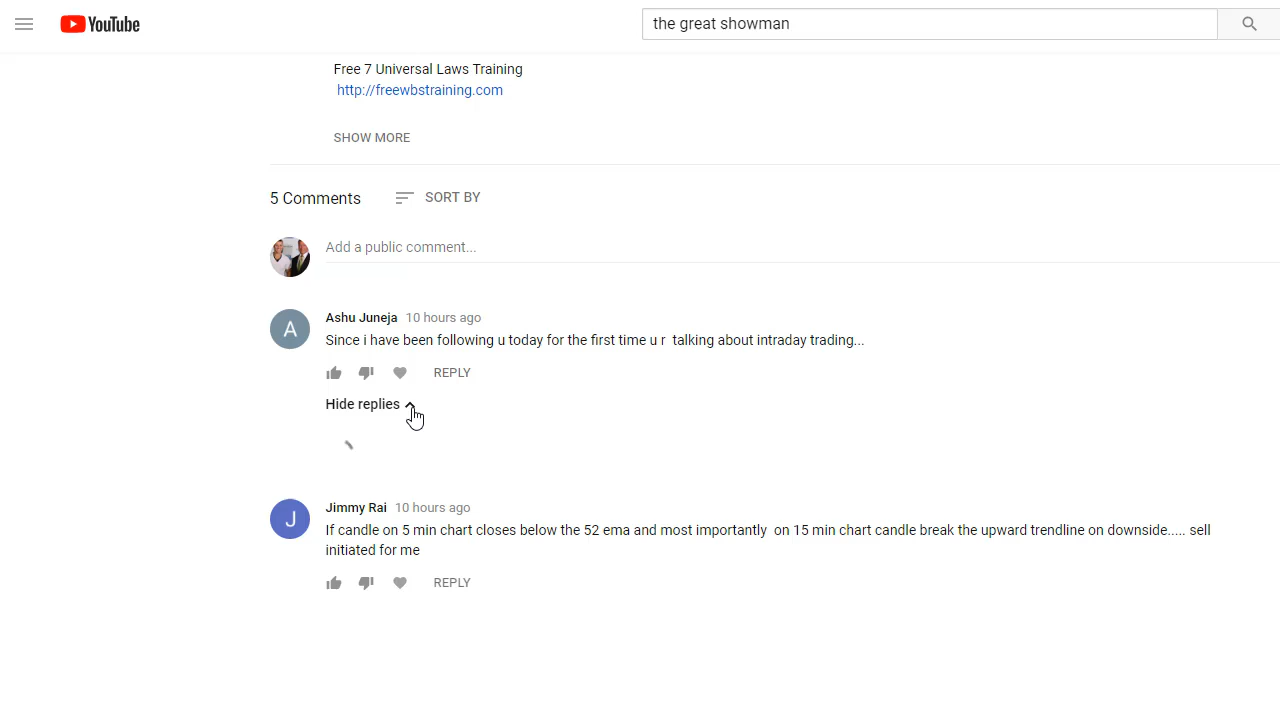 YouTube
the great showman
Free 7 Universal Laws Training
http://freewbstraining.com
SHOW MORE
5 Comments SORT BY
Add a public comment...
A
Ashu Juneja 10 hours ago
Since i have been following u today for the first time u r  talking about intraday trading...
REPLY
Hide replies
J
Jimmy Rai 10 hours ago
If candle on 5 min chart closes below the 52 ema and most importantly  on 15 min chart candle break the upward trendline on downside..... sell
initiated for me
REPLY